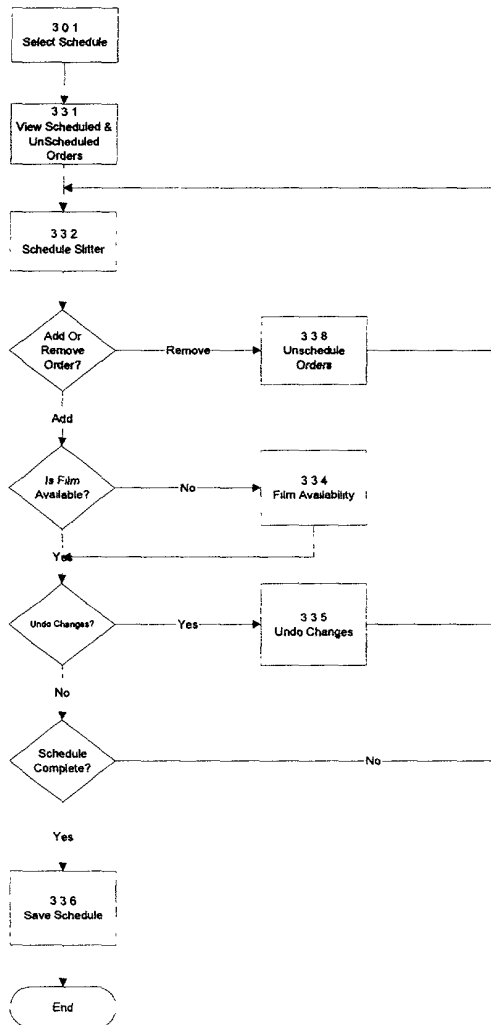 3 0 1
Select Schedule
3 3 1
View Scheduled &
UnScheduled
Orders
3 3 2
Schedule Slitter
Add Or
Remove
Order?
Remove
3 3 8
Unschedule
Orders
Add
Is Film
Available?
No
3 3 4
Film Availability
Yes
Undo Changes?
Yes
3 3 5
Undo Changes
No
Schedule
Complete?
No
Yes
3 3 6
Save Schedule
End